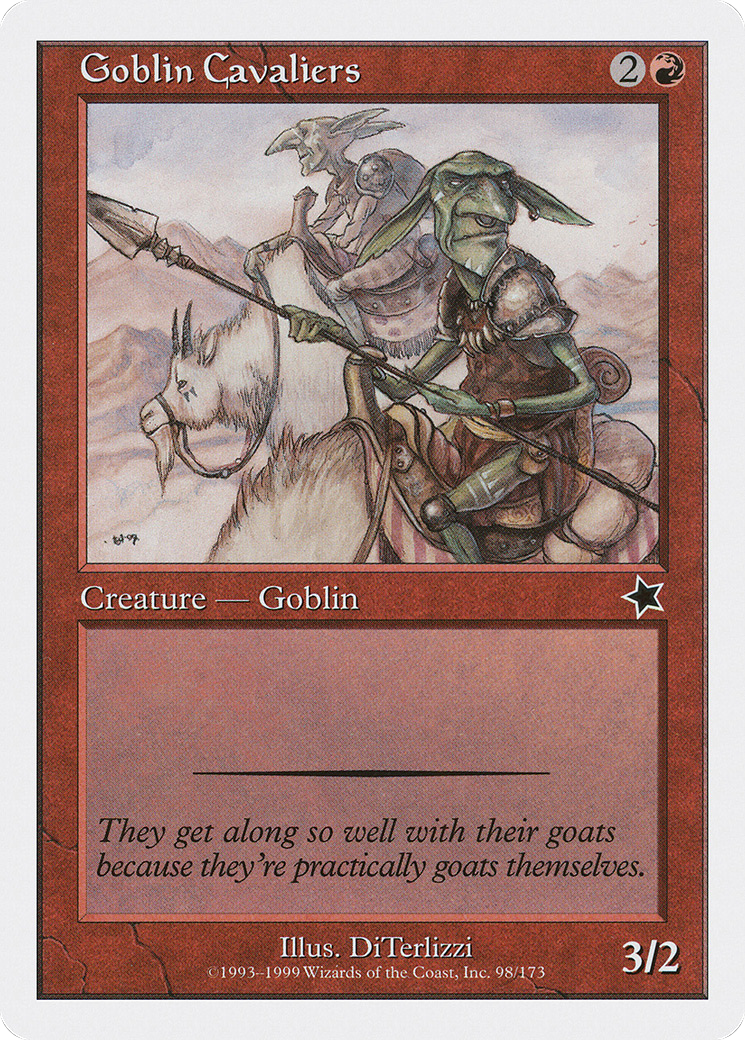 Goblin Cavaliers 2
Creature — Goblin
They get along so well with their goats
because they're practically goats themselves.
Illus. DiTerlizzi
©1993–1999 Wizards of the Coast, Inc. 98/173
3/2